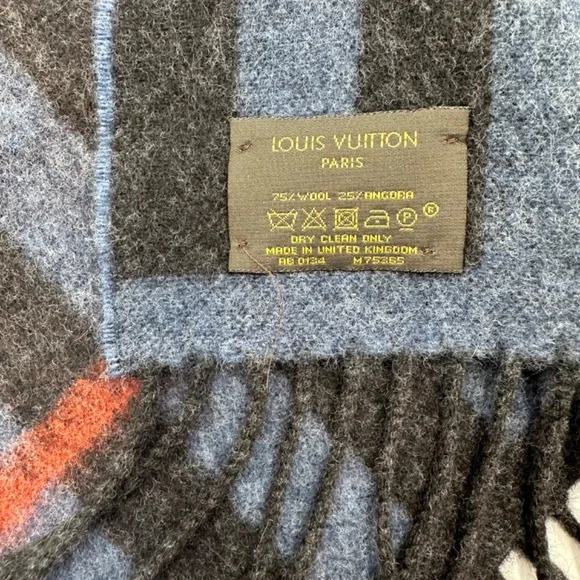 LOUIS VUITTON
PARIS
75% WOOL 25% ANGORA
P ®
DRY CLEAN ONLY
MADE IN UNITED KINGDOM
AB 0134 M75365